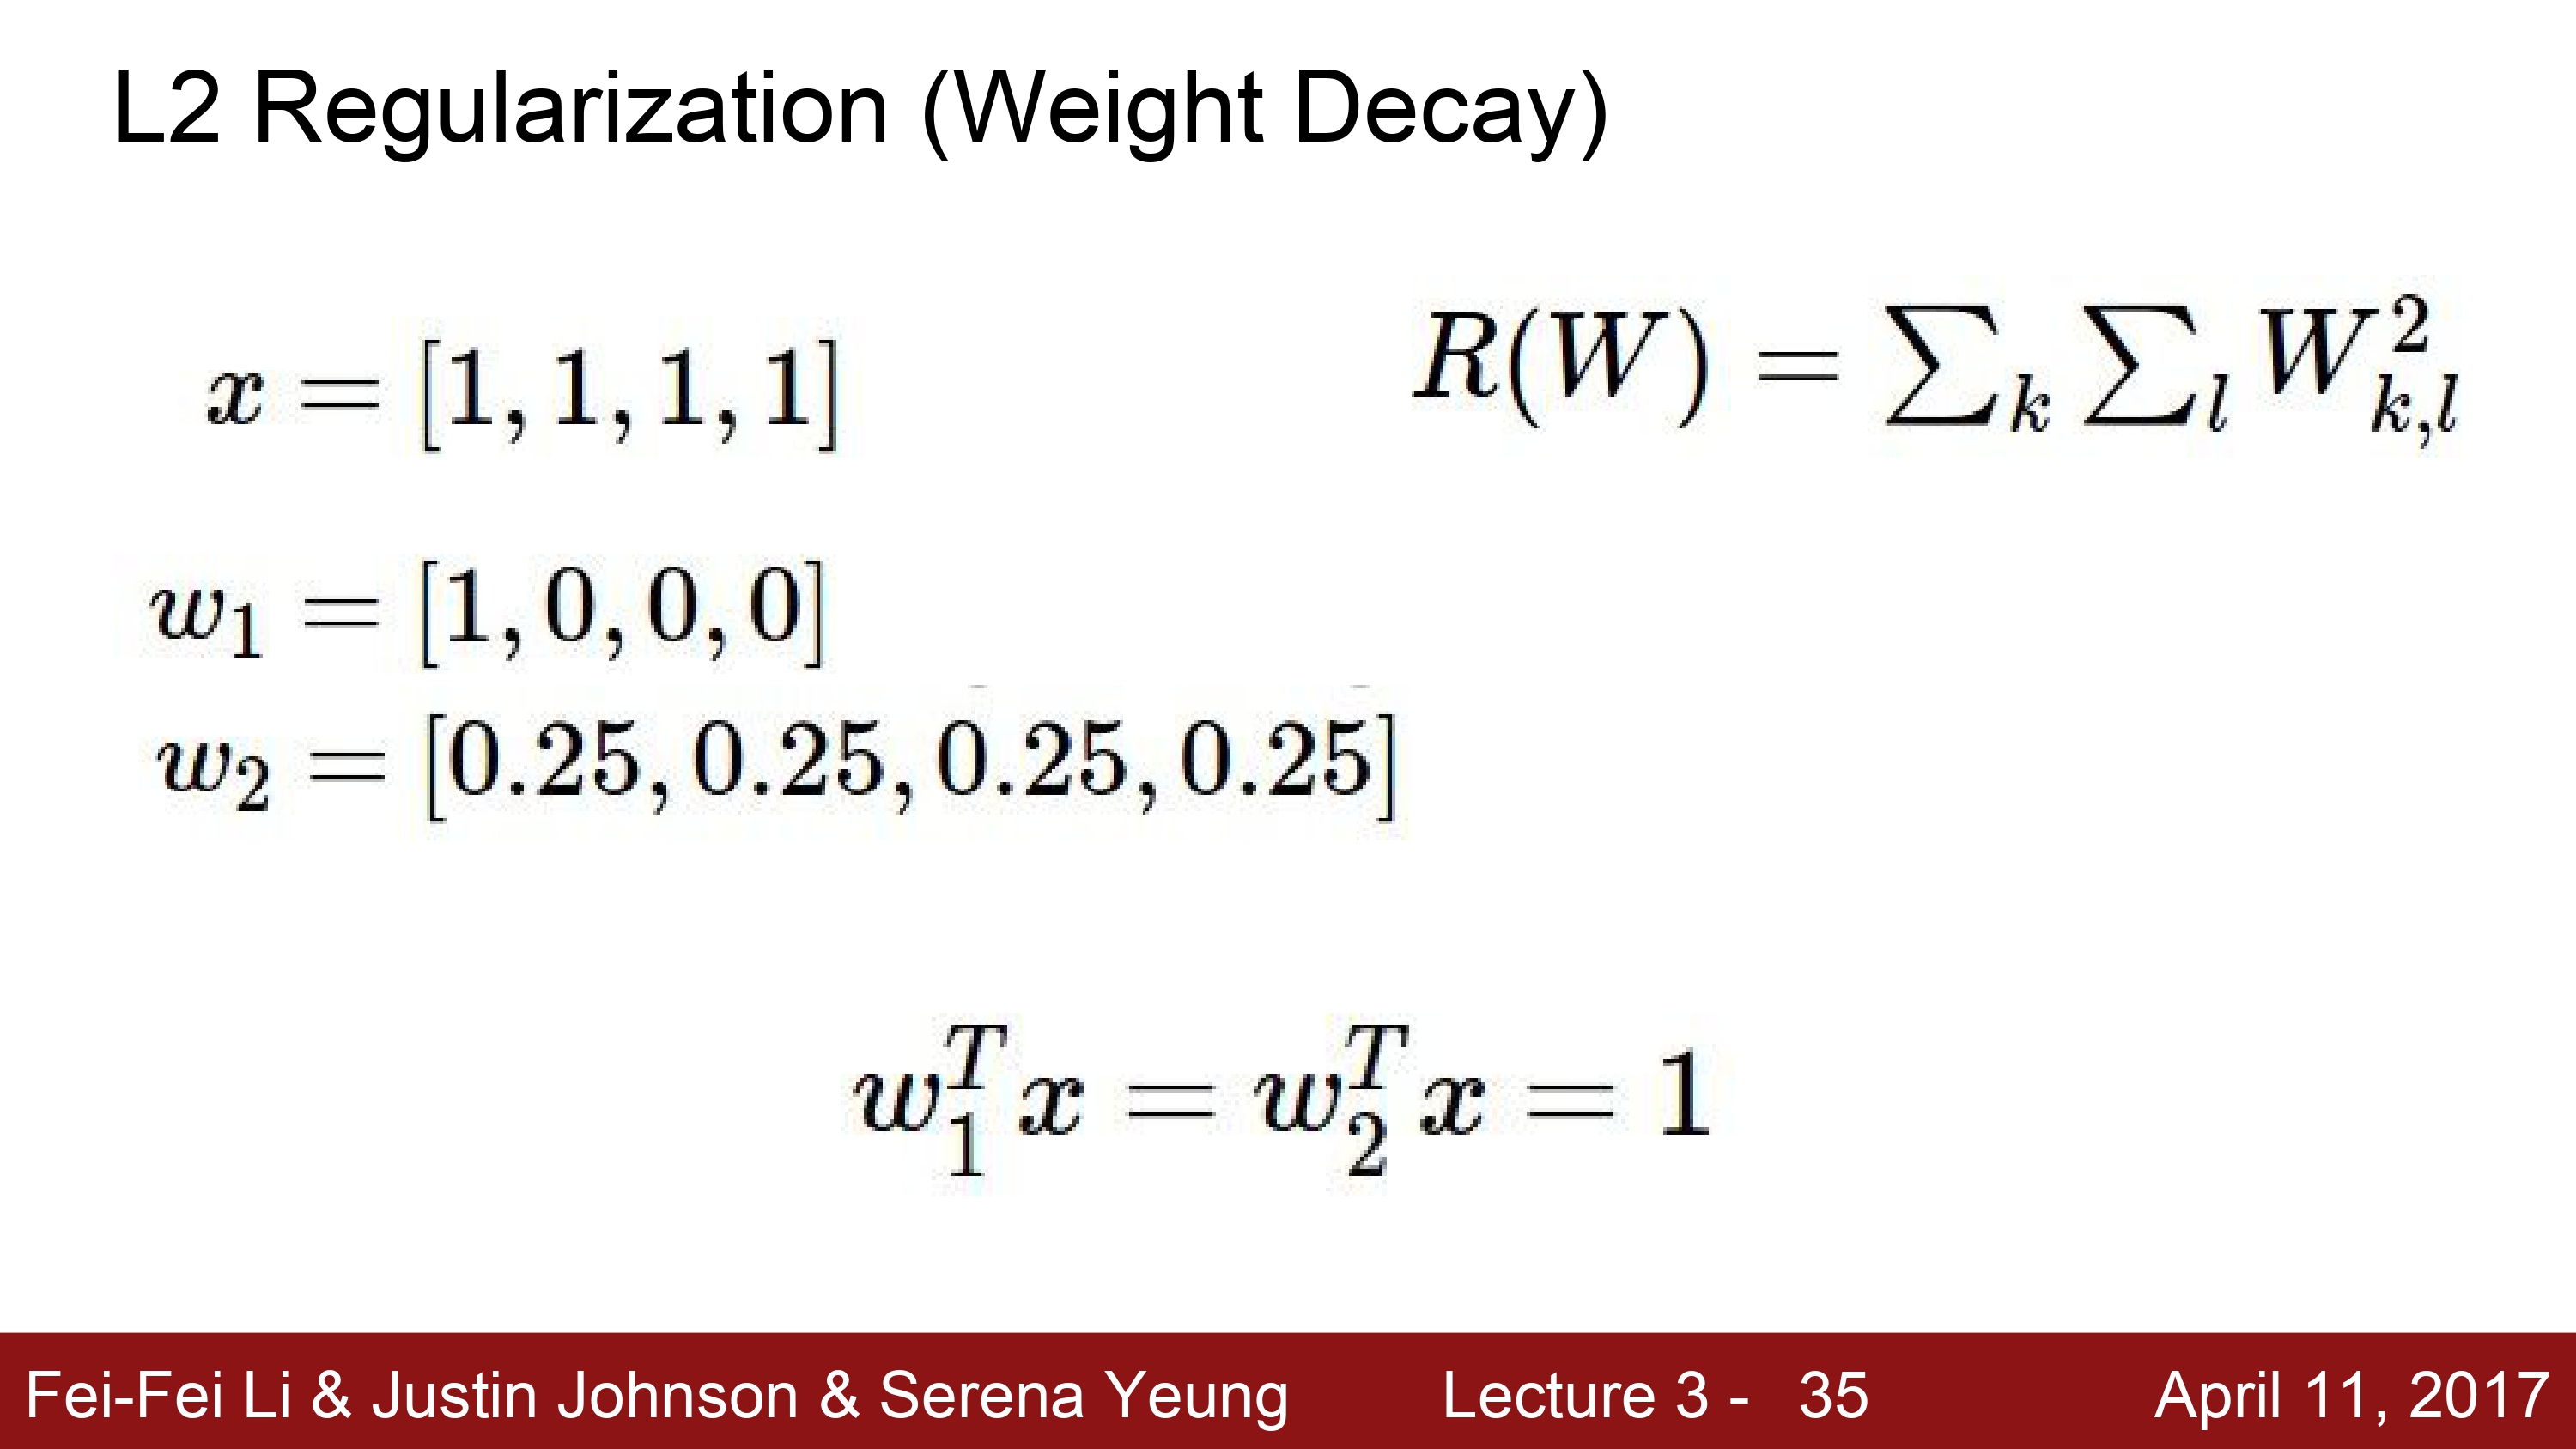 L2 Regularization (Weight Decay)
x = [1, 1, 1, 1]
R(W) = ∑_k ∑_l W_{k,l}^2
w_1 = [1, 0, 0, 0]
w_2 = [0.25, 0.25, 0.25, 0.25]
w_1^T x = w_2^T x = 1
Fei-Fei Li & Justin Johnson & Serena Yeung Lecture 3 - 35 April 11, 2017